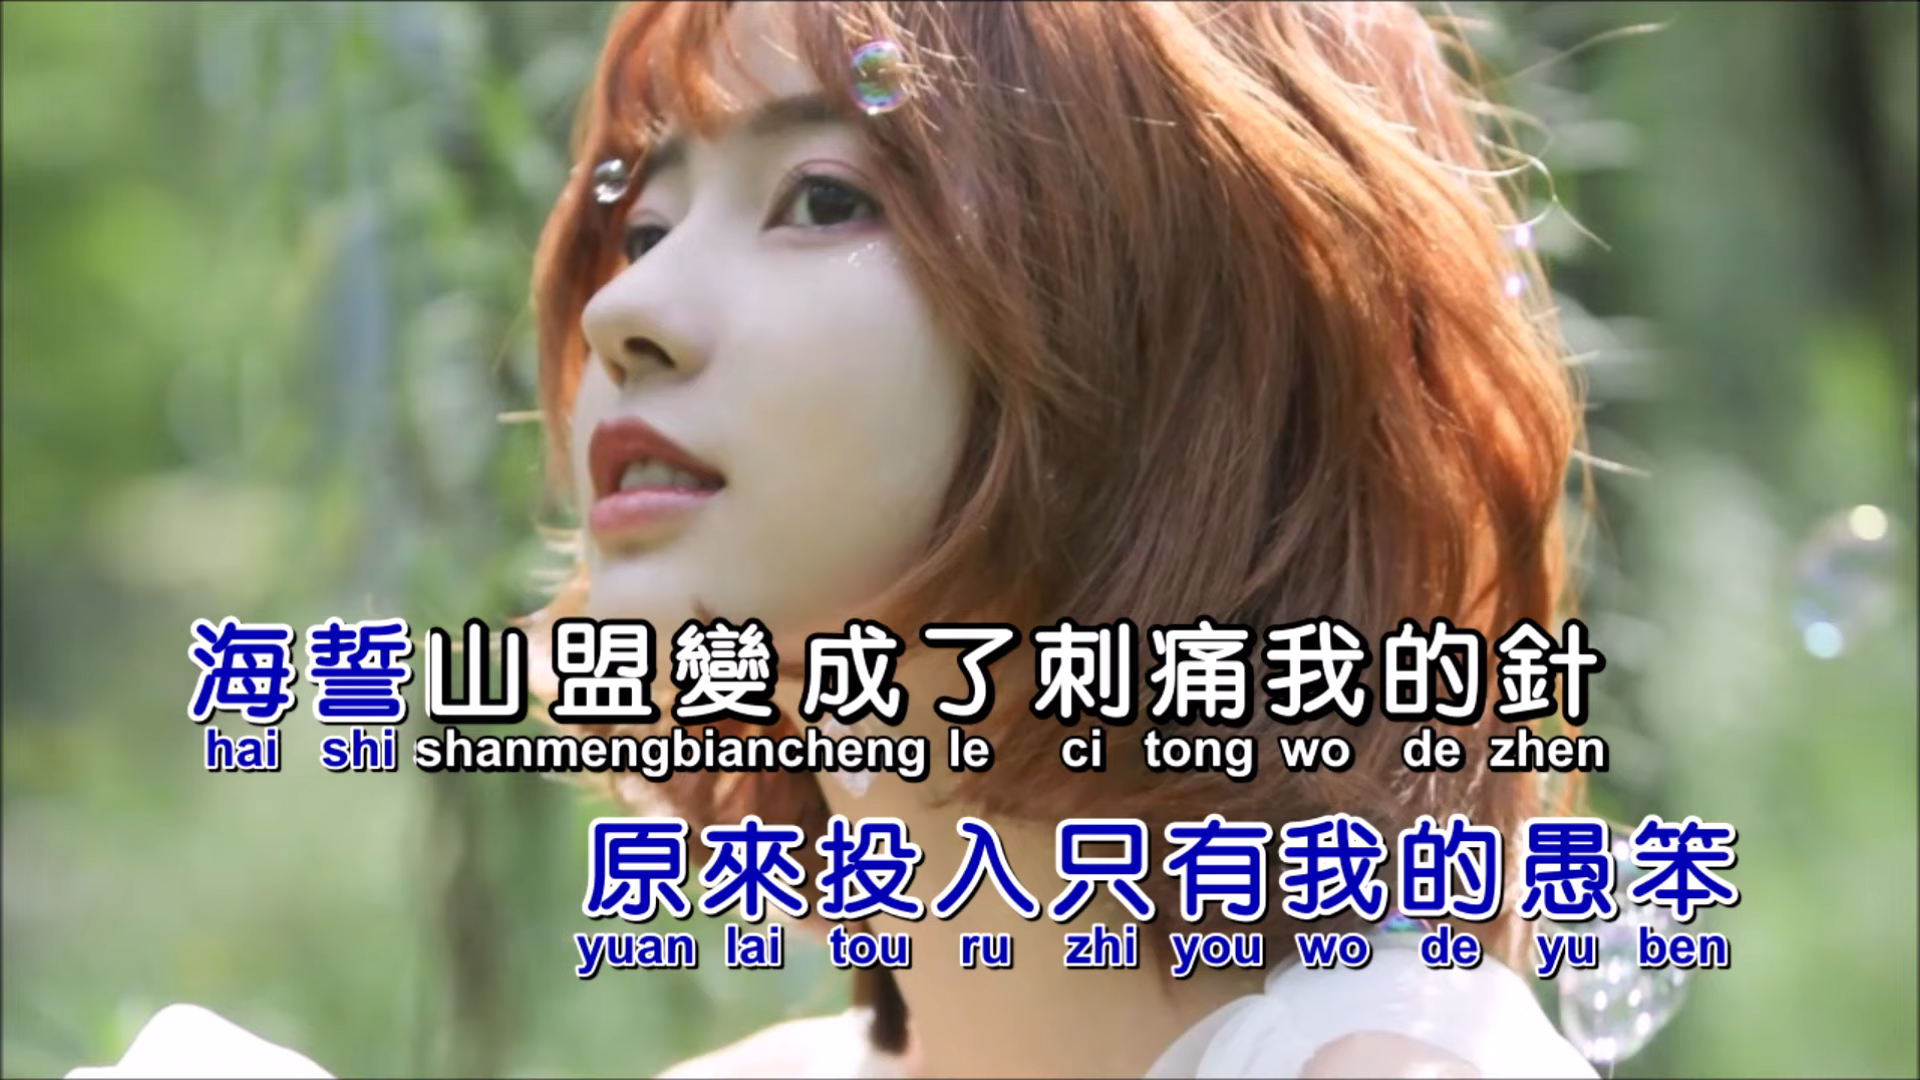 海誓山盟變成了刺痛我的針
hai shi shanmengbiancheng le ci tong wo de zhen
原來投入只有我的愚笨
yuan lai tou ru zhi you wo de yu ben